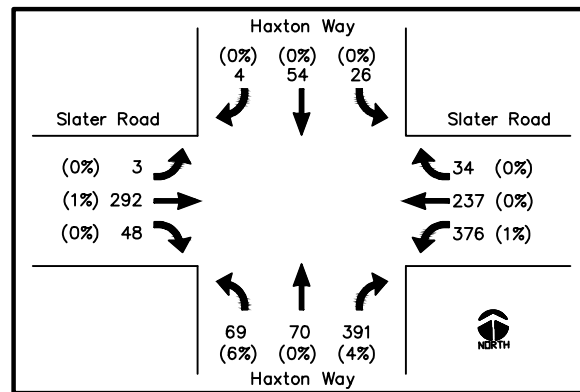 Haxton Way
(0%) (0%) (0%)
4 54 26
Slater Road
Slater Road
(0%) 3
34 (0%)
(1%) 292
237 (0%)
(0%) 48
376 (1%)
69 70 391
(6%) (0%) (4%)
Haxton Way
NORTH